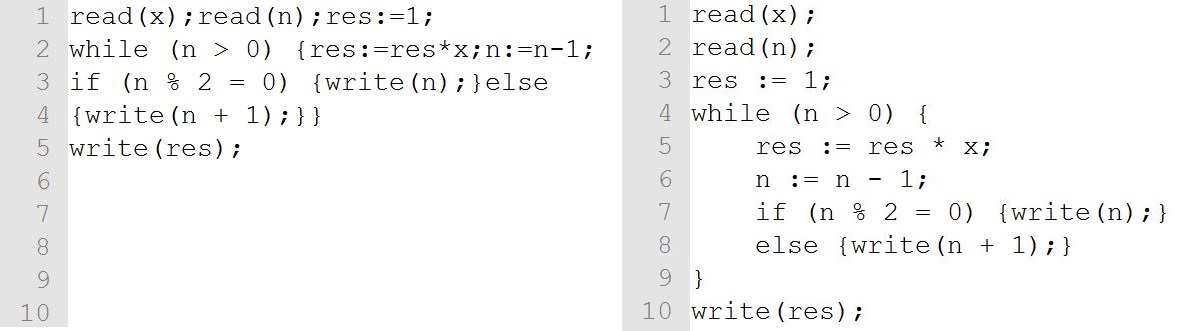 1 read(x);read(n);res:=1;
2 while (n > 0) {res:=res*x;n:=n-1;
3 if (n % 2 = 0) {write(n);}else
4 {write(n + 1);}}
5 write(res);
6
7
8
9
10
1 read(x);
2 read(n);
3 res := 1;
4 while (n > 0) {
5     res := res * x;
6     n := n - 1;
7     if (n % 2 = 0) {write(n);}
8     else {write(n + 1);}
9 }
10 write(res);